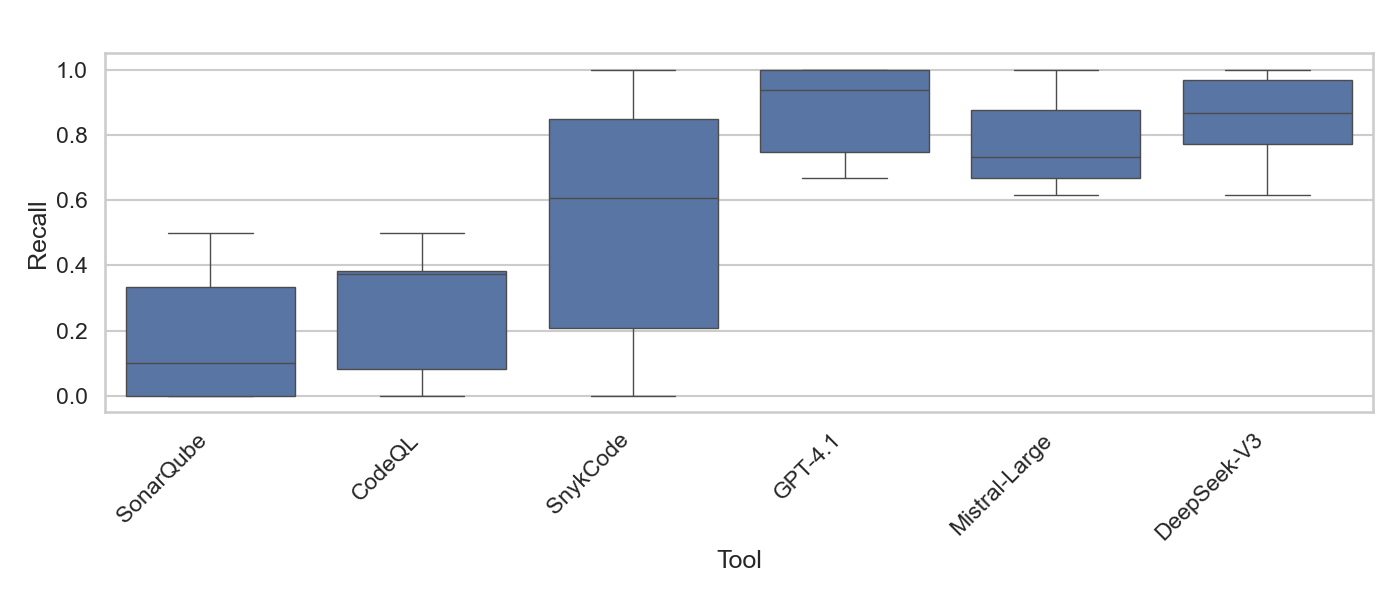 1.0
0.8
0.6
0.4
0.2
0.0
Recall
SonarQube
CodeQL
SnykCode
GPT-4.1
Mistral-Large
DeepSeek-V3
Tool